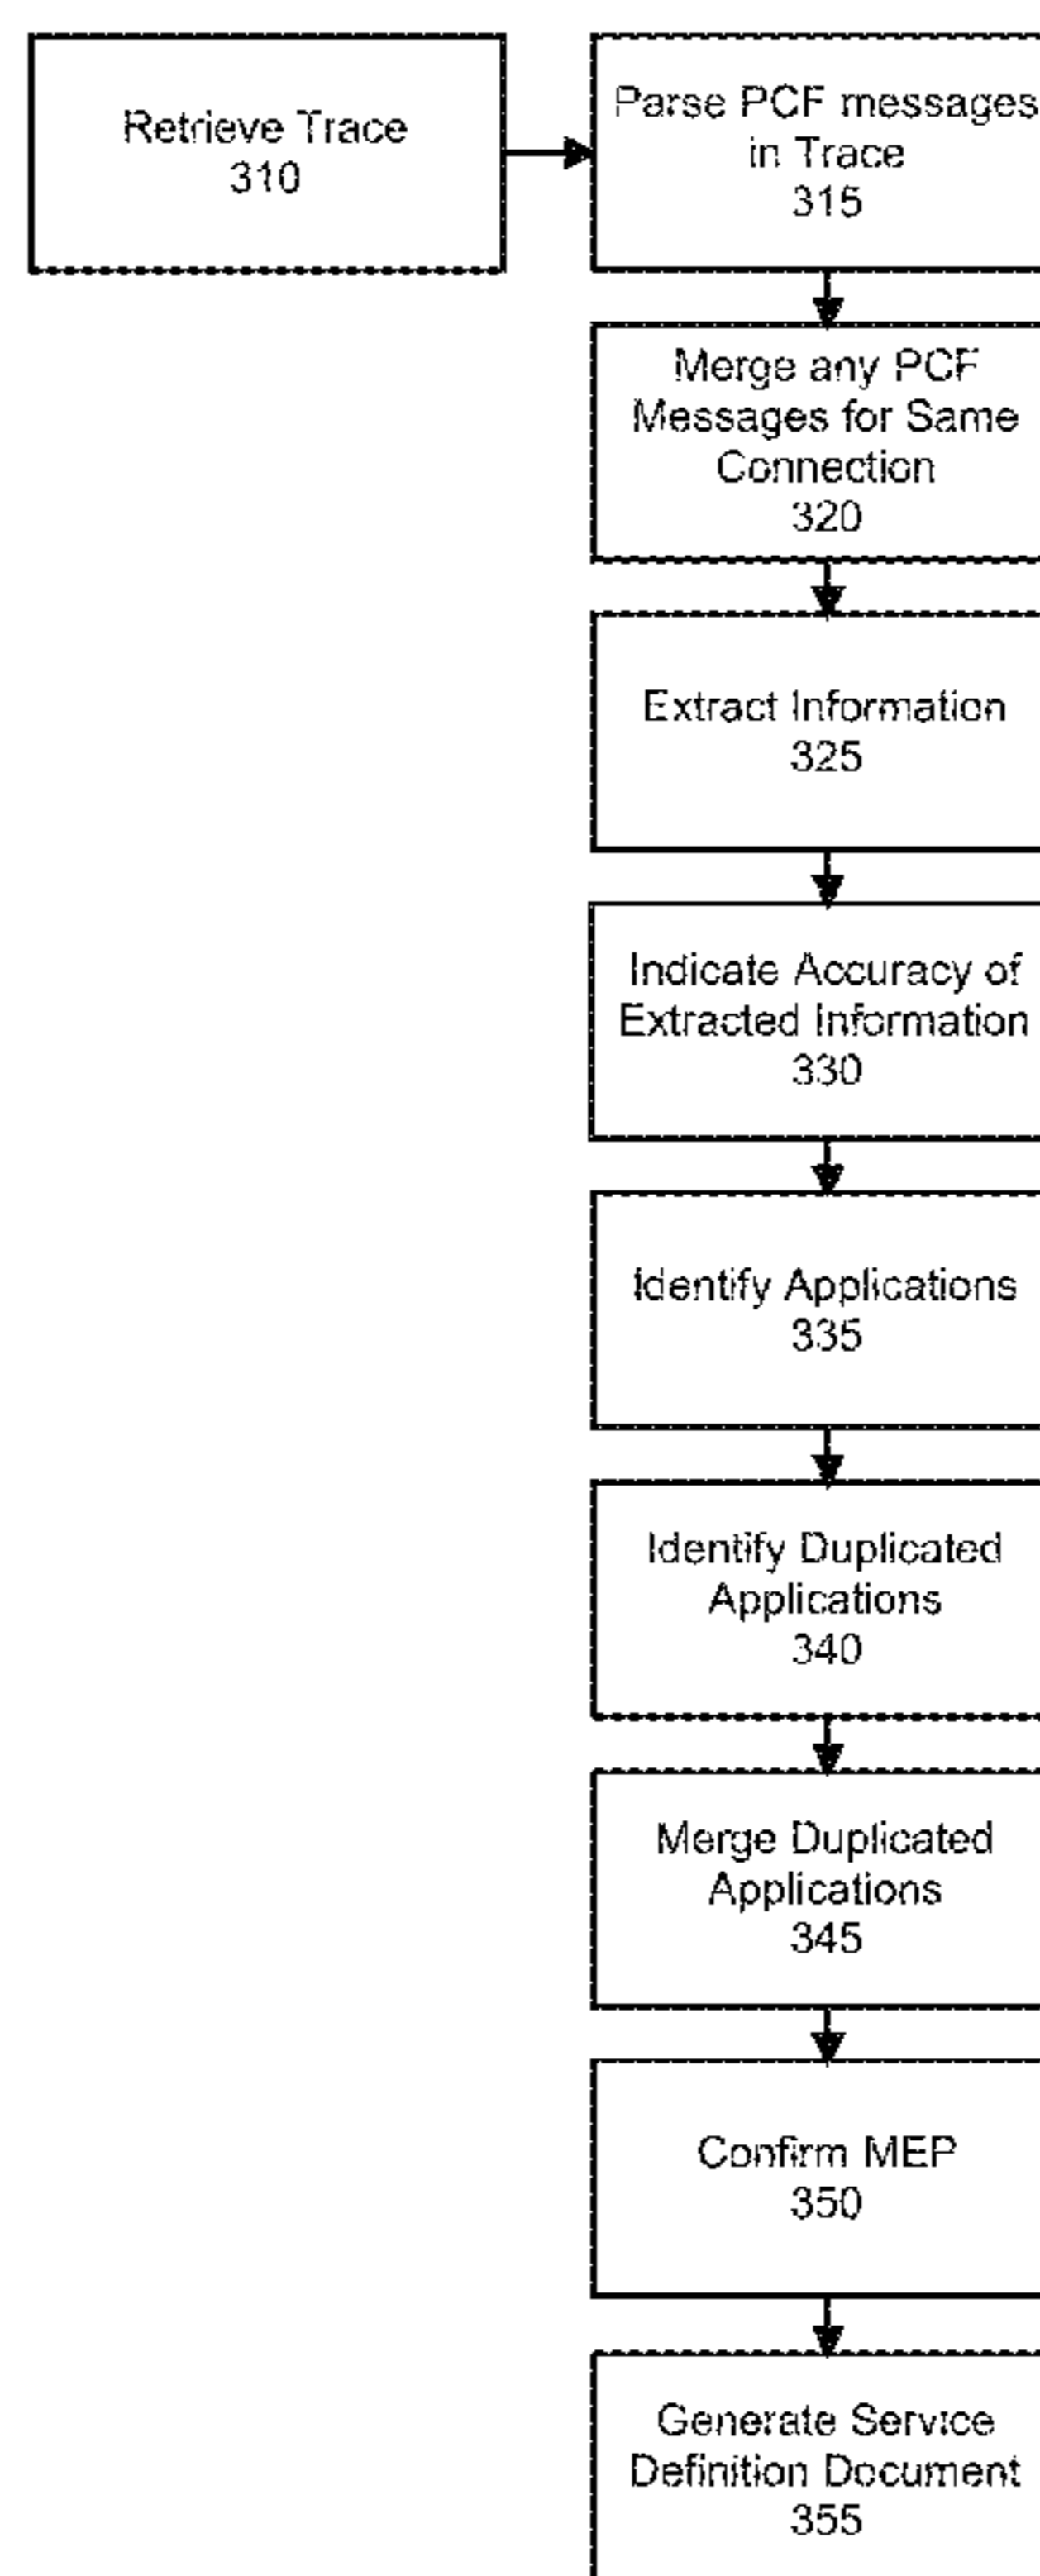 Retrieve Trace
310
Parse PCF messages
in Trace
315
Merge any PCF
Messages for Same
Connection
320
Extract Information
325
Indicate Accuracy of
Extracted Information
330
Identify Applications
335
Identify Duplicated
Applications
340
Merge Duplicated
Applications
345
Confirm MEP
350
Generate Service
Definition Document
355